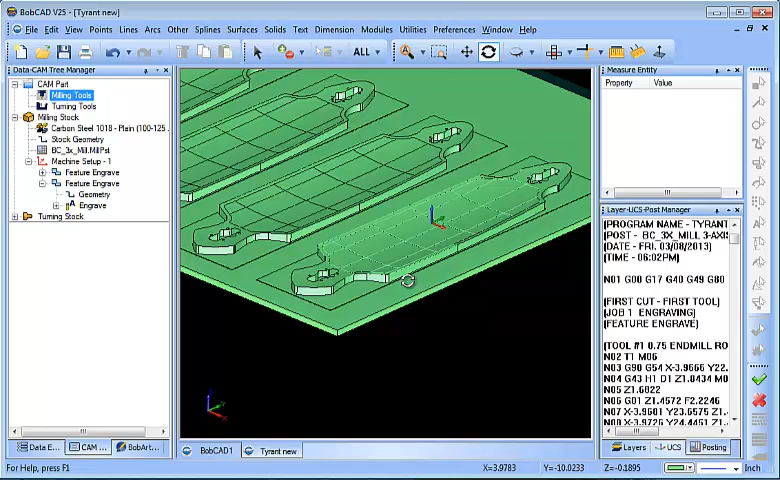 BobCAD V25 - [Tyrant new]
File Edit View Points Lines Arcs Other Splines Surfaces Solids Text Dimension Modules Utilities Preferences Window Help
ALL
Data-CAM Tree Manager
CAM Part
Milling Tools
Turning Tools
Milling Stock
Carbon Steel 1018 - Plain (100-125
Stock Geometry
BC_3x_Mill.MillPst
Machine Setup - 1
Feature Engrave
Feature Engrave
Geometry
Engrave
Turning Stock
Data E... CAM ... BobArt...
BobCAD1 Tyrant new
Measure Entity
Property Value
Layer-UCS-Post Manager
(PROGRAM NAME - TYRANT
(POST - BC_3X_MILL 3-AXIS
(DATE - FRI. 03/08/2013)
(TIME - 06:02PM)
N01 G00 G17 G40 G49 G80
(FIRST CUT - FIRST TOOL)
(JOB 1 ENGRAVING)
(FEATURE ENGRAVE)
(TOOL #1 0.75 ENDMILL RO
N02 T1 M06
N03 G90 G54 X-3.9666 Y22.
N04 G43 H1 D1 Z1.8434 M0
N05 Z1.6822
N06 G01 Z1.4572 F2.2246
N07 X-3.9601 Y23.6575 Z1.
N08 X-3.9726 Y24.4451 Z1.
Layers UCS Posting
For Help, press F1
X=3.9783 Y=-10.0233 Z=-0.1895 Inch